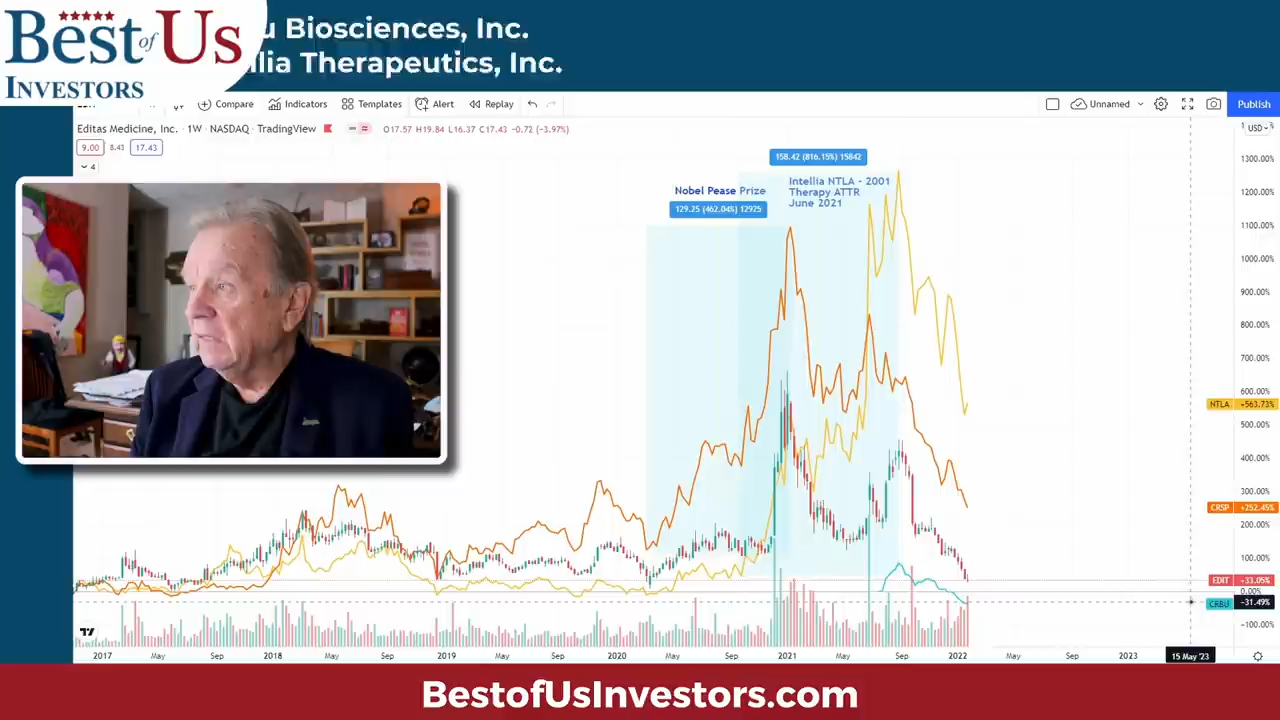 Best of Us
INVESTORS
u Biosciences, Inc.
llia Therapeutics, Inc.
Compare
Indicators
Templates
Alert
Replay
Unnamed
Publish
Editas Medicine, Inc. · 1W · NASDAQ · TradingView
O17.57 H19.84 L16.37 C17.43 -0.72 (-3.97%)
USD
9.00 8.43 17.43
4
158.42 (816.15%) 15842
Nobel Pease Prize
129.25 (462.04%) 12925
Intellia NTLA - 2001
Therapy ATTR
June 2021
1300.00%
1200.00%
1100.00%
1000.00%
900.00%
800.00%
700.00%
600.00%
NTLA +563.73%
500.00%
400.00%
300.00%
CRSP +252.45%
200.00%
100.00%
EDIT +33.05%
0.00%
CRBU -31.49%
-100.00%
2017 May Sep 2018 May Sep 2019 May Sep 2020 May Sep 2021 May Sep 2022 May Sep 2023 15 May '23
BestofUsInvestors.com